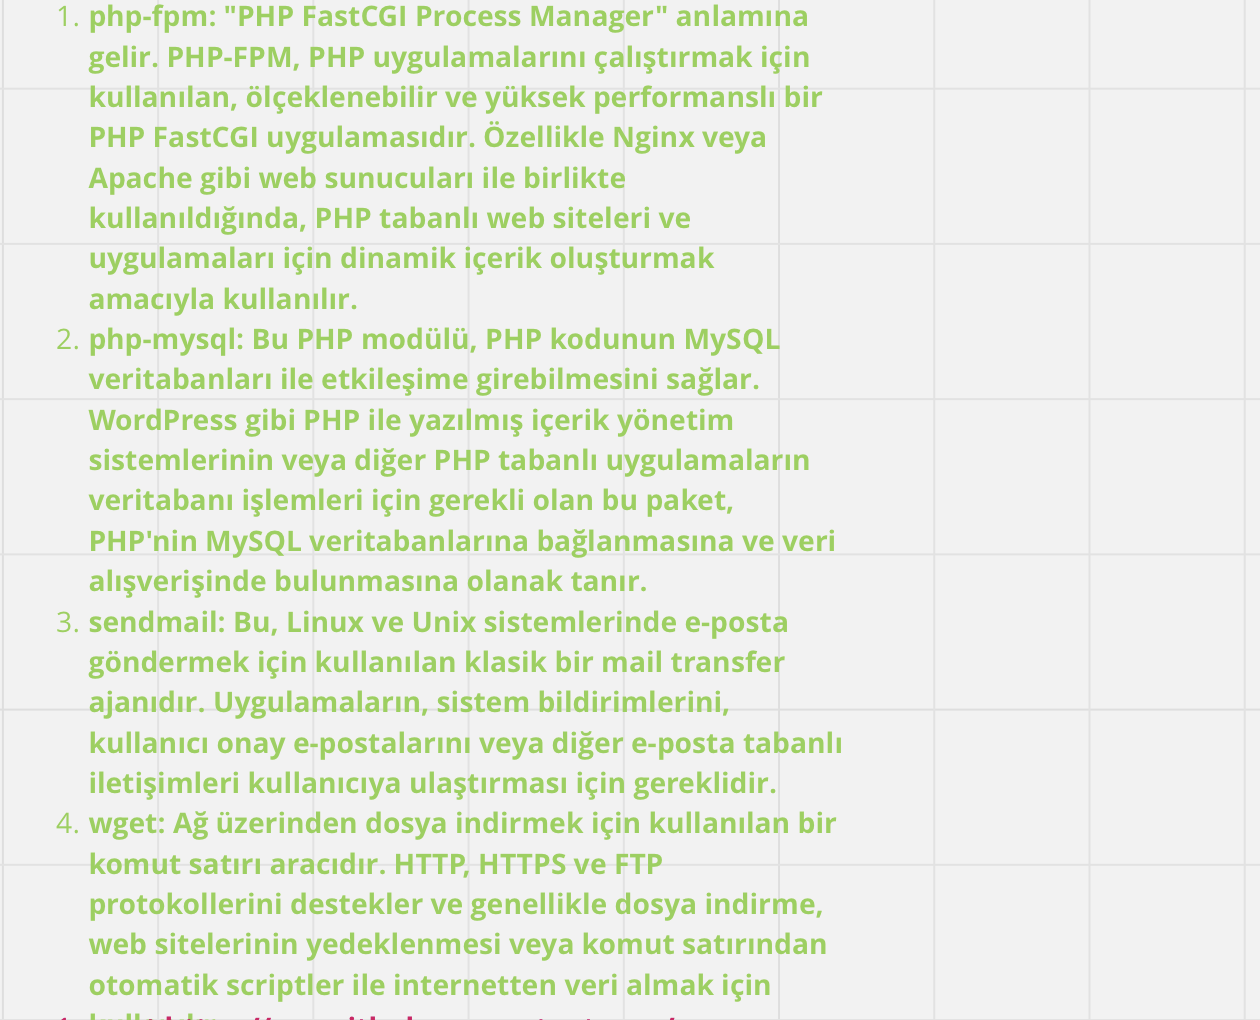 1. php-fpm: "PHP FastCGI Process Manager" anlamına
gelir. PHP-FPM, PHP uygulamalarını çalıştırmak için
kullanılan, ölçeklenebilir ve yüksek performanslı bir
PHP FastCGI uygulamasıdır. Özellikle Nginx veya
Apache gibi web sunucuları ile birlikte
kullanıldığında, PHP tabanlı web siteleri ve
uygulamaları için dinamik içerik oluşturmak
amacıyla kullanılır.
2. php-mysql: Bu PHP modülü, PHP kodunun MySQL
veritabanları ile etkileşime girebilmesini sağlar.
WordPress gibi PHP ile yazılmış içerik yönetim
sistemlerinin veya diğer PHP tabanlı uygulamaların
veritabanı işlemleri için gerekli olan bu paket,
PHP'nin MySQL veritabanlarına bağlanmasına ve veri
alışverişinde bulunmasına olanak tanır.
3. sendmail: Bu, Linux ve Unix sistemlerinde e-posta
göndermek için kullanılan klasik bir mail transfer
ajanıdır. Uygulamaların, sistem bildirimlerini,
kullanıcı onay e-postalarını veya diğer e-posta tabanlı
iletişimleri kullanıcıya ulaştırması için gereklidir.
4. wget: Ağ üzerinden dosya indirmek için kullanılan bir
komut satırı aracıdır. HTTP, HTTPS ve FTP
protokollerini destekler ve genellikle dosya indirme,
web sitelerinin yedeklenmesi veya komut satırından
otomatik scriptler ile internetten veri almak için